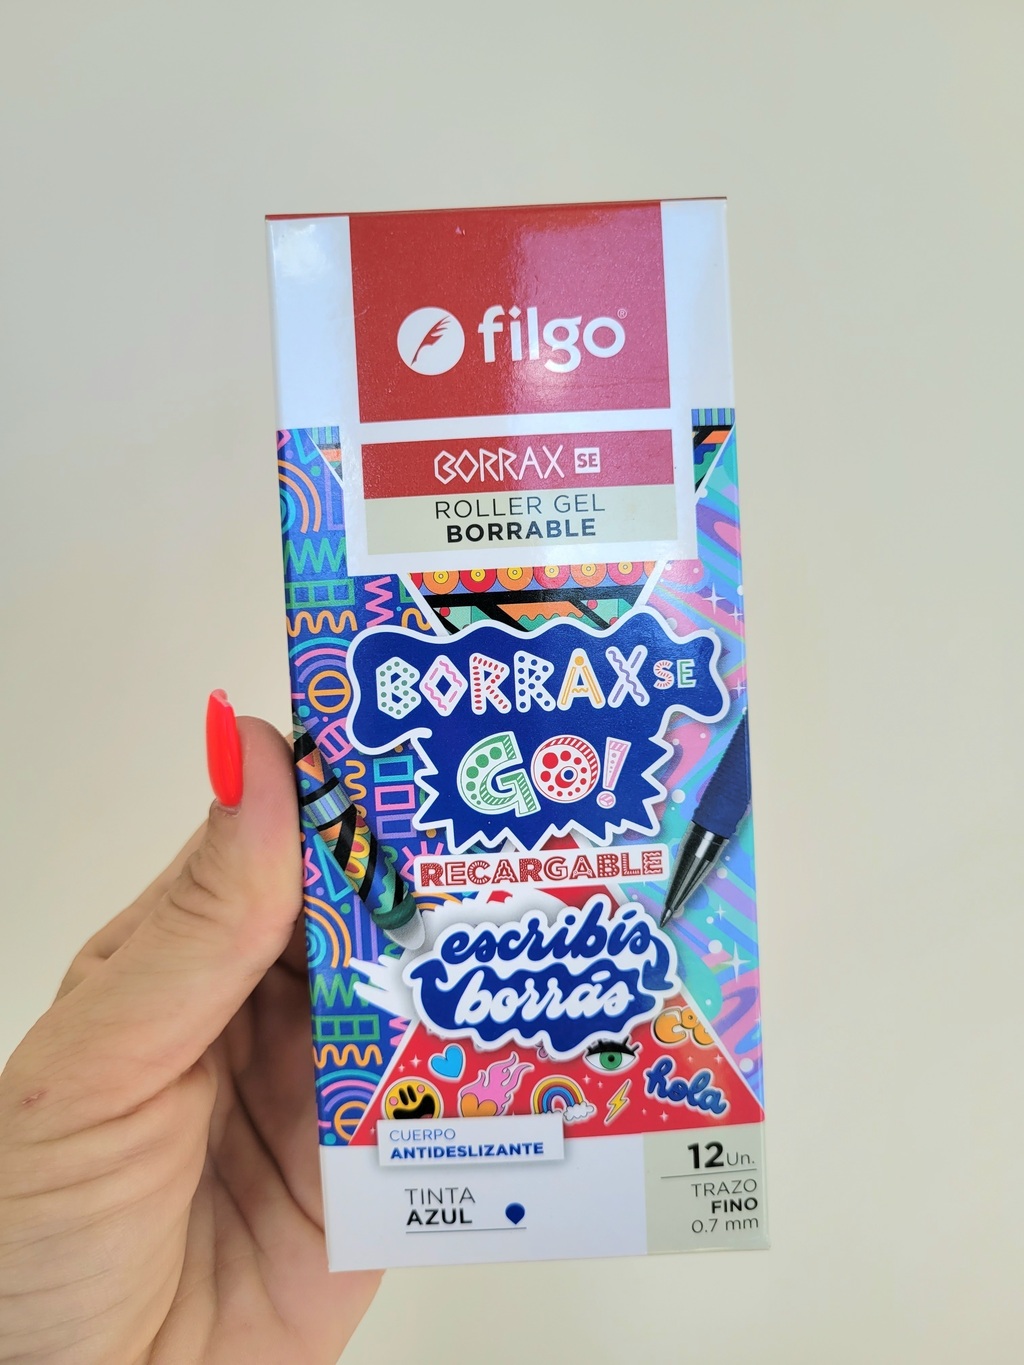 filgo®
BORRAX SE
ROLLER GEL
BORRABLE
BORRAX SE
GO!
RECARGABLE
escribís
borrás
hola
CUERPO
ANTIDESLIZANTE
TINTA
AZUL
12 Un.
TRAZO
FINO
0.7 mm